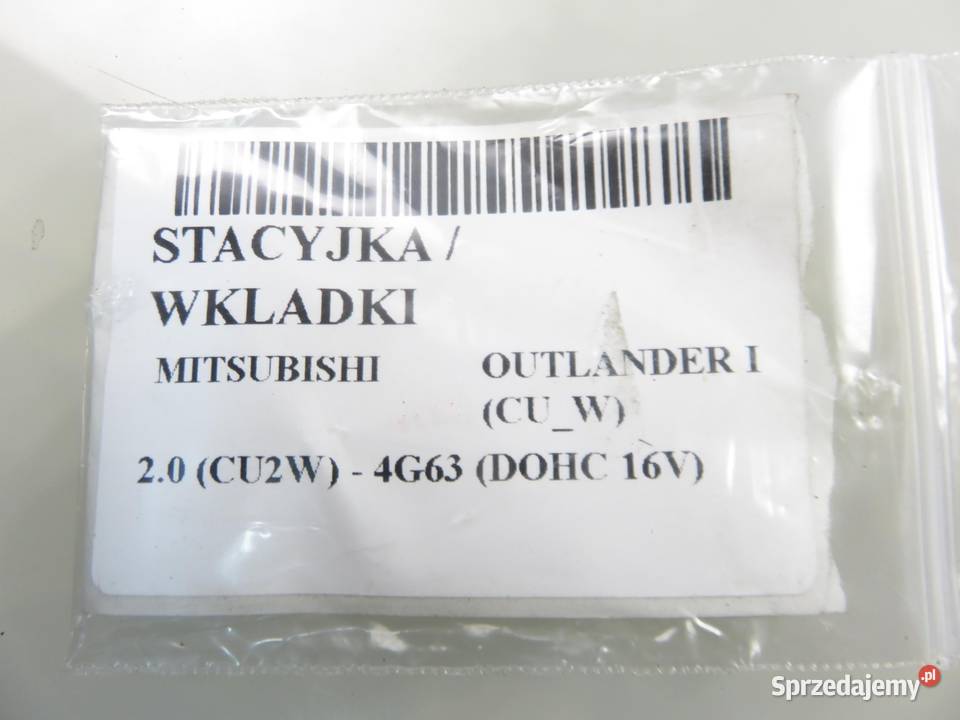 STACYJKA /
WKLADKI
MITSUBISHI OUTLANDER I
(CU_W)
2.0 (CU2W) - 4G63 (DOHC 16V)
Sprzedajemy.pl